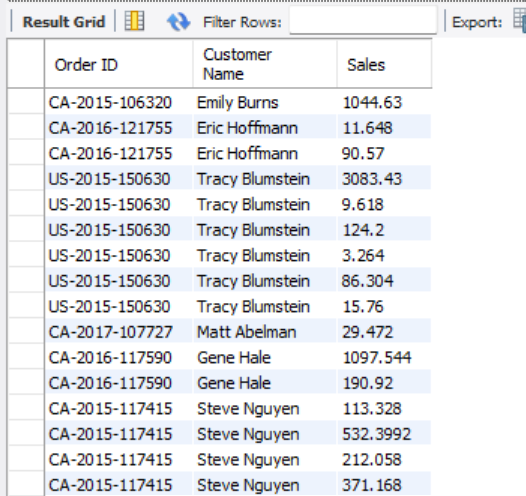 Result Grid Filter Rows: Export:
Order ID Customer Name Sales
CA-2015-106320 Emily Burns 1044.63
CA-2016-121755 Eric Hoffmann 11.648
CA-2016-121755 Eric Hoffmann 90.57
US-2015-150630 Tracy Blumstein 3083.43
US-2015-150630 Tracy Blumstein 9.618
US-2015-150630 Tracy Blumstein 124.2
US-2015-150630 Tracy Blumstein 3.264
US-2015-150630 Tracy Blumstein 86.304
US-2015-150630 Tracy Blumstein 15.76
CA-2017-107727 Matt Abelman 29.472
CA-2016-117590 Gene Hale 1097.544
CA-2016-117590 Gene Hale 190.92
CA-2015-117415 Steve Nguyen 113.328
CA-2015-117415 Steve Nguyen 532.3992
CA-2015-117415 Steve Nguyen 212.058
CA-2015-117415 Steve Nguyen 371.168